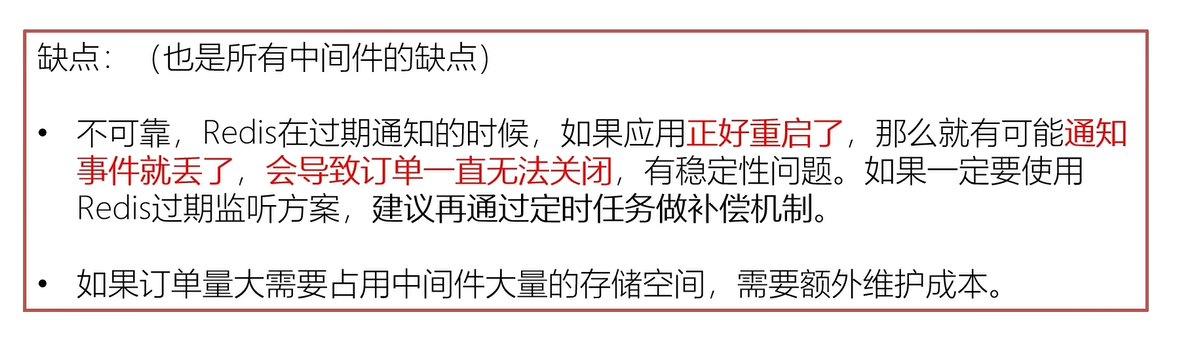 缺点：（也是所有中间件的缺点）
• 不可靠，Redis在过期通知的时候，如果应用正好重启了，那么就有可能通知
事件就丢了，会导致订单一直无法关闭，有稳定性问题。如果一定要使用
Redis过期监听方案，建议再通过定时任务做补偿机制。
• 如果订单量大需要占用中间件大量的存储空间，需要额外维护成本。